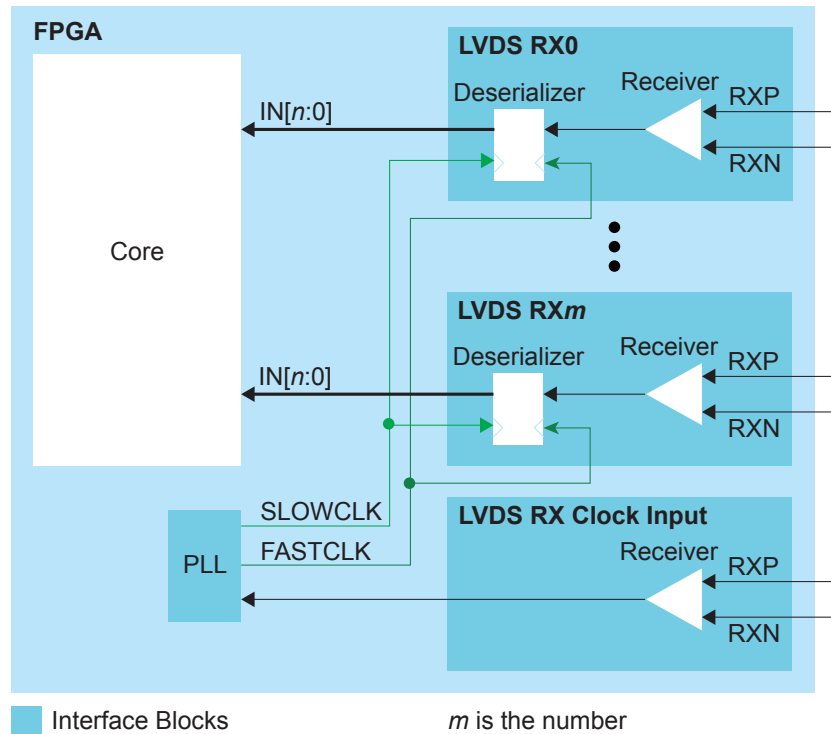 FPGA
LVDS RX0
Deserializer
Receiver
RXP
RXN
IN[n:0]
Core
LVDS RXm
Deserializer
Receiver
RXP
RXN
IN[n:0]
SLOWCLK
FASTCLK
PLL
LVDS RX Clock Input
Receiver
RXP
RXN
Interface Blocks
m is the number